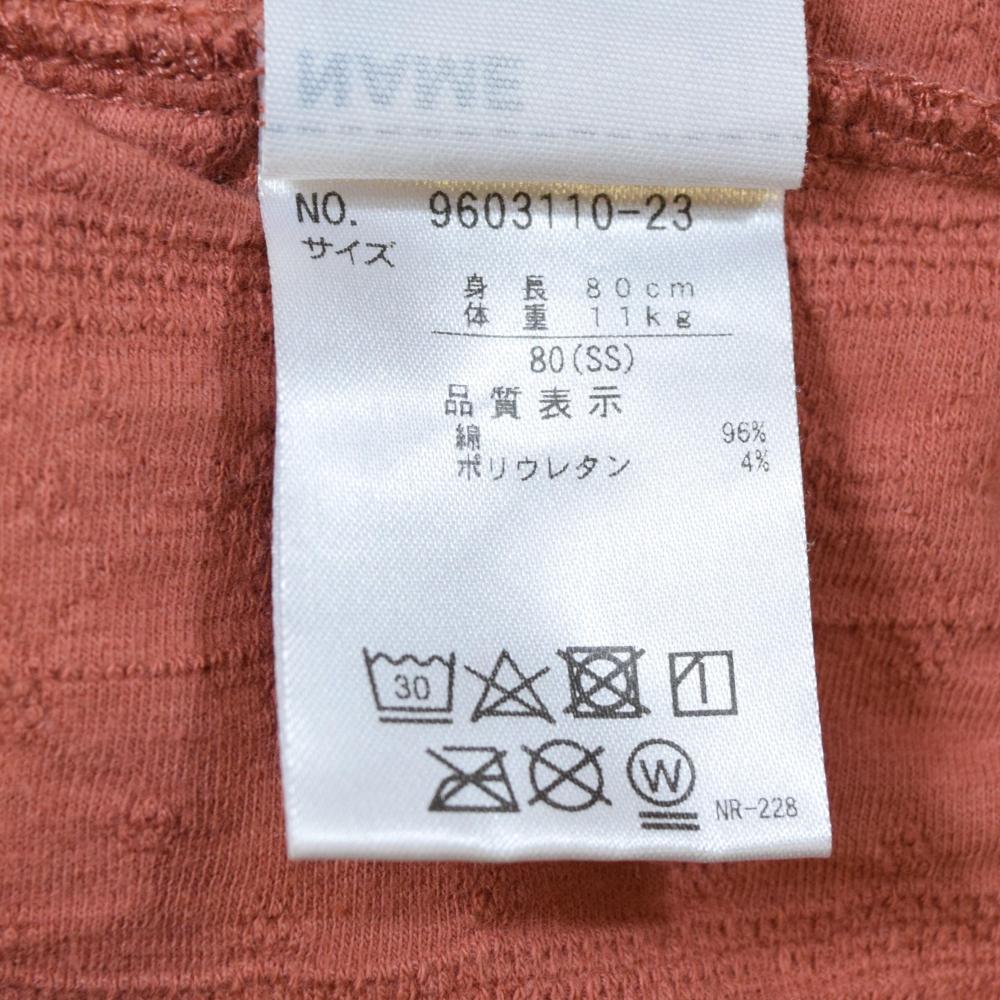 NAME
NO. 9603110-23
サイズ
身 長 80cm
体 重 11kg
80(SS)
品質表示
綿 96%
ポリウレタン 4%
30
W
NR-228